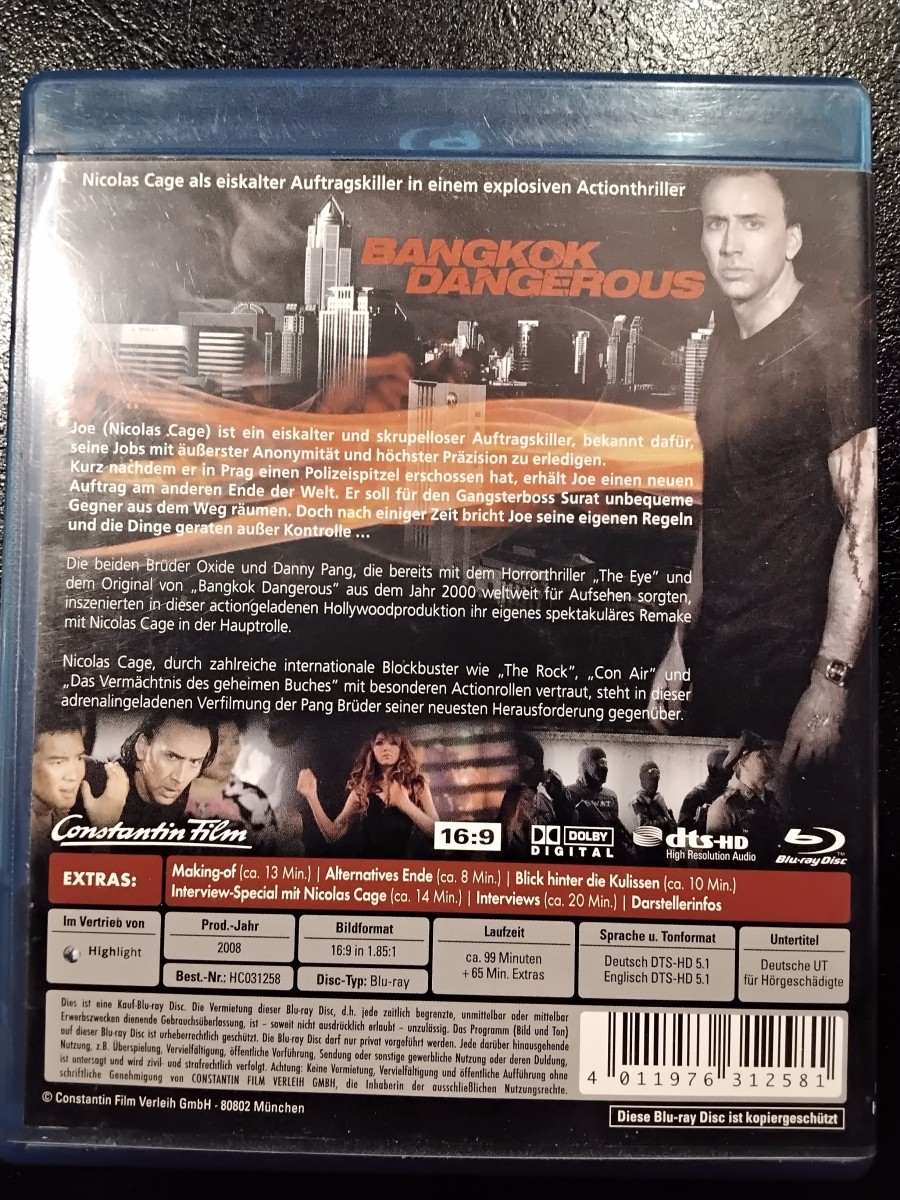 Nicolas Cage als eiskalter Auftragskiller in einem explosiven Actionthriller
BANGKOK
DANGEROUS
Joe (Nicolas Cage) ist ein eiskalter und skrupelloser Auftragskiller, bekannt dafür,
seine Jobs mit äußerster Anonymität und höchster Präzision zu erledigen.
Kurz nachdem er in Prag einen Polizeispitzel erschossen hat, erhält Joe einen neuen
Auftrag am anderen Ende der Welt. Er soll für den Gangsterboss Surat unbequeme
Gegner aus dem Weg räumen. Doch nach einiger Zeit bricht Joe seine eigenen Regeln
und die Dinge geraten außer Kontrolle ...
Die beiden Brüder Oxide und Danny Pang, die bereits mit dem Horrorthriller „The Eye" und
dem Original von „Bangkok Dangerous" aus dem Jahr 2000 weltweit für Aufsehen sorgten,
inszenierten in dieser actiongeladenen Hollywoodproduktion ihr eigenes spektakuläres Remake
mit Nicolas Cage in der Hauptrolle.
Nicolas Cage, durch zahlreiche internationale Blockbuster wie „The Rock", „Con Air" und
„Das Vermächtnis des geheimen Buches" mit besonderen Actionrollen vertraut, steht in dieser
adrenalingeladenen Verfilmung der Pang Brüder seiner neuesten Herausforderung gegenüber.
SWAT
Constantin Film
16:9
DOLBY
DIGITAL
dts-HD
High Resolution Audio
Blu-ray Disc
EXTRAS:
Making-of (ca. 13 Min.) | Alternatives Ende (ca. 8 Min.) | Blick hinter die Kulissen (ca. 10 Min.)
Interview-Special mit Nicolas Cage (ca. 14 Min.) | Interviews (ca. 20 Min.) | Darstellerinfos
Im Vertrieb von
Highlight
Prod.-Jahr
2008
Best.-Nr.: HC031258
Bildformat
16:9 in 1.85:1
Disc-Typ: Blu-ray
Laufzeit
ca. 99 Minuten
+ 65 Min. Extras
Sprache u. Tonformat
Deutsch DTS-HD 5.1
Englisch DTS-HD 5.1
Untertitel
Deutsche UT
für Hörgeschädigte
Dies ist eine Kauf-Blu-ray Disc. Die Vermietung dieser Blu-ray Disc, d.h. jede zeitlich begrenzte, unmittelbar oder mittelbar
Erwerbszwecken dienende Gebrauchsüberlassung, ist – soweit nicht ausdrücklich erlaubt – unzulässig. Das Programm (Bild und Ton)
auf dieser Blu-ray Disc ist urheberrechtlich geschützt. Die Blu-ray Disc darf nur privat vorgeführt werden. Jede darüber hinausgehende
Nutzung, z.B. Überspielung, Vervielfältigung, öffentliche Vorführung, Sendung oder sonstige gewerbliche Nutzung oder deren Duldung,
ist untersagt und wird zivil- und strafrechtlich verfolgt. Achtung: Keine Vermietung, Vervielfältigung und öffentliche Aufführung ohne
schriftliche Genehmigung von CONSTANTIN FILM VERLEIH GMBH, die Inhaberin der ausschließlichen Nutzungsrechte.
4 011976 312581
© Constantin Film Verleih GmbH - 80802 München
Diese Blu-ray Disc ist kopiergeschützt